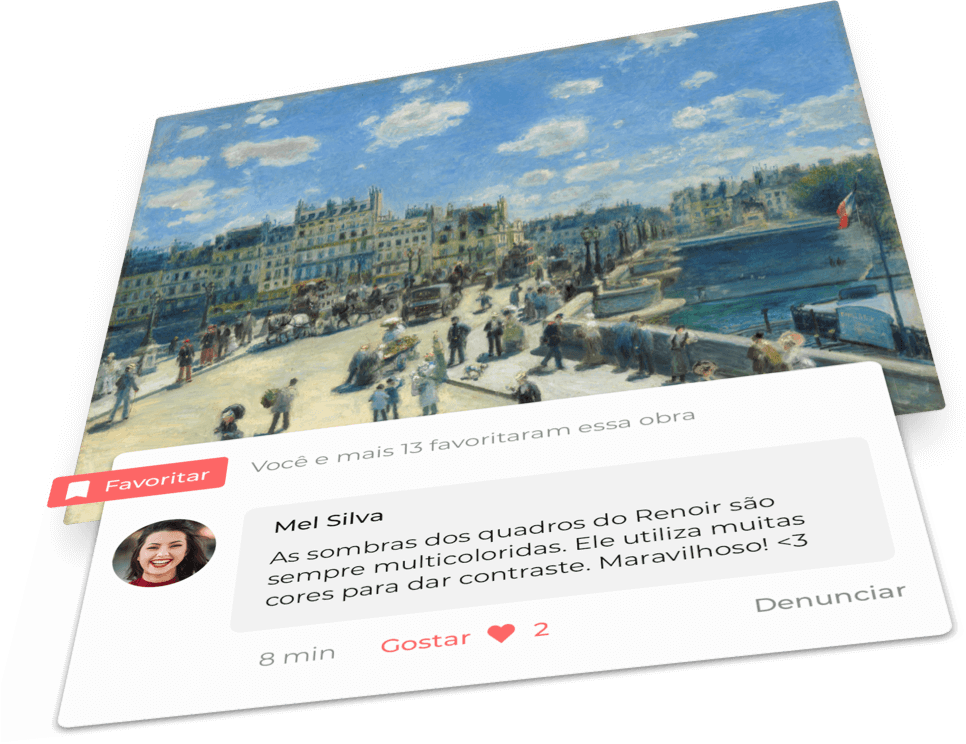 Você e mais 13 favoritaram essa obra
Favoritar
Mel Silva
As sombras dos quadros do Renoir são
sempre multicoloridas. Ele utiliza muitas
cores para dar contraste. Maravilhoso! <3
8 min
Gostar 2
Denunciar